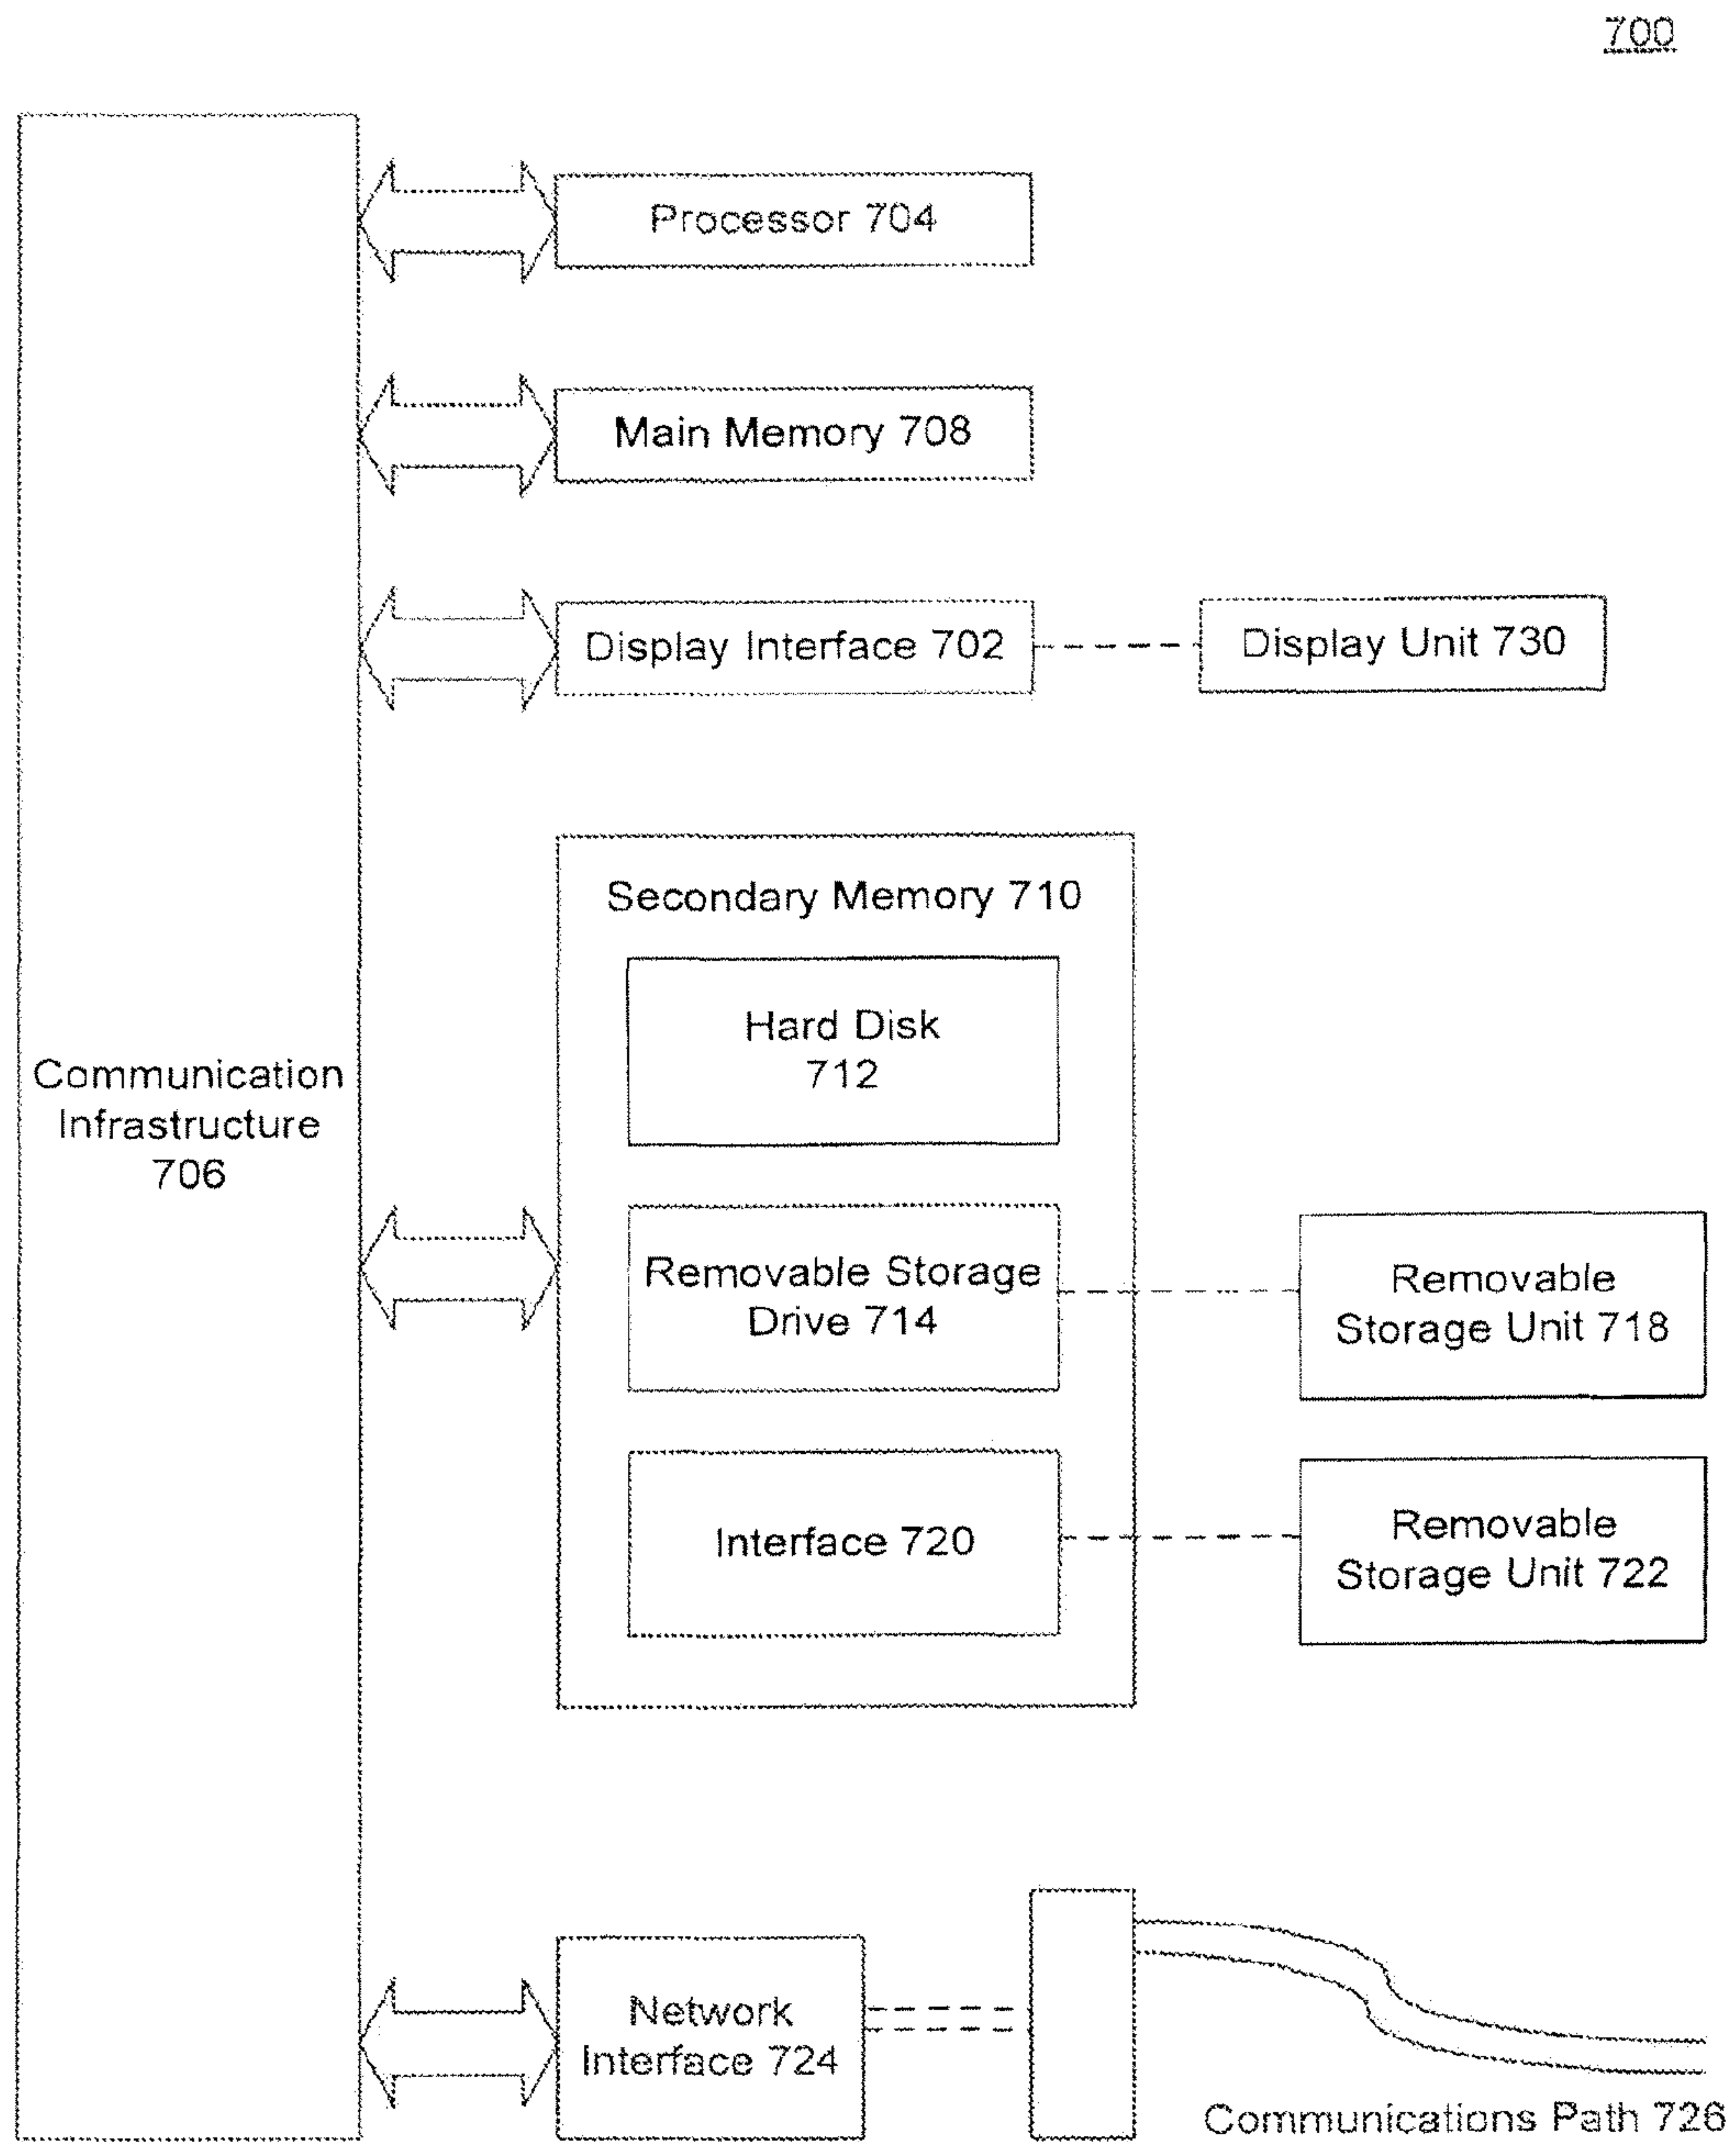 700
Processor 704
Main Memory 708
Display Interface 702
Display Unit 730
Secondary Memory 710
Hard Disk
712
Communication
Infrastructure
706
Removable Storage
Drive 714
Removable
Storage Unit 718
Interface 720
Removable
Storage Unit 722
Network
Interface 724
Communications Path 726